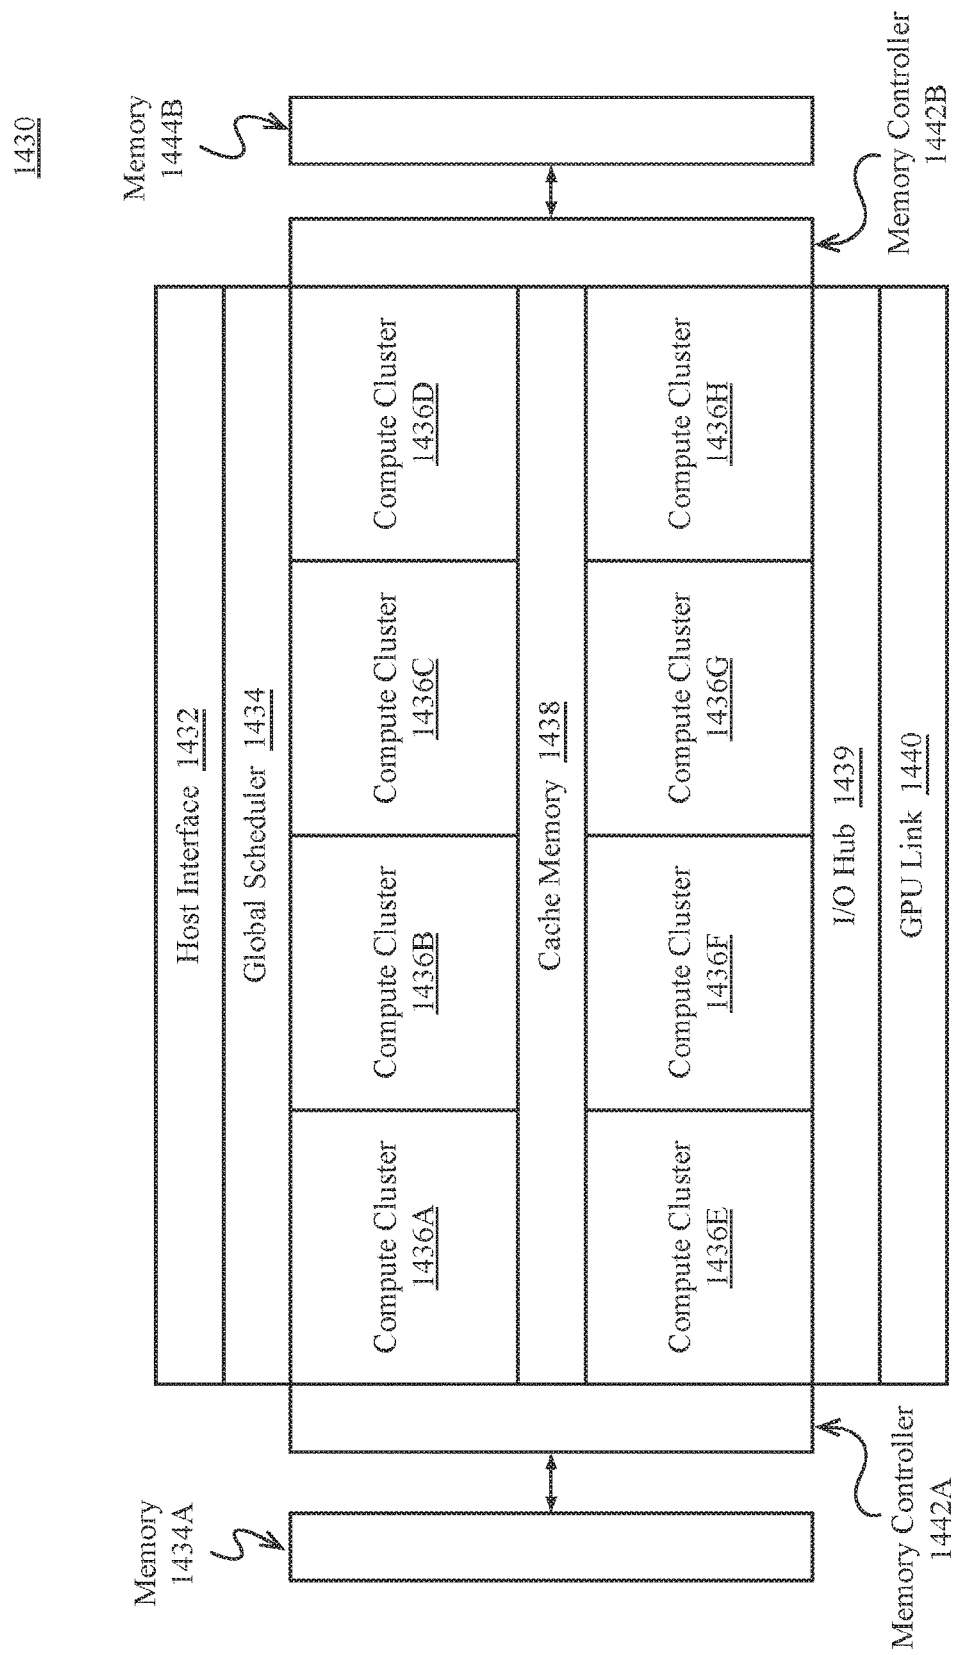 1430
Memory
1434A
Memory
1444B
Host Interface 1432
Global Scheduler 1434
Compute Cluster
1436A
Compute Cluster
1436B
Compute Cluster
1436C
Compute Cluster
1436D
Cache Memory 1438
Compute Cluster
1436E
Compute Cluster
1436F
Compute Cluster
1436G
Compute Cluster
1436H
I/O Hub 1439
GPU Link 1440
Memory Controller
1442A
Memory Controller
1442B